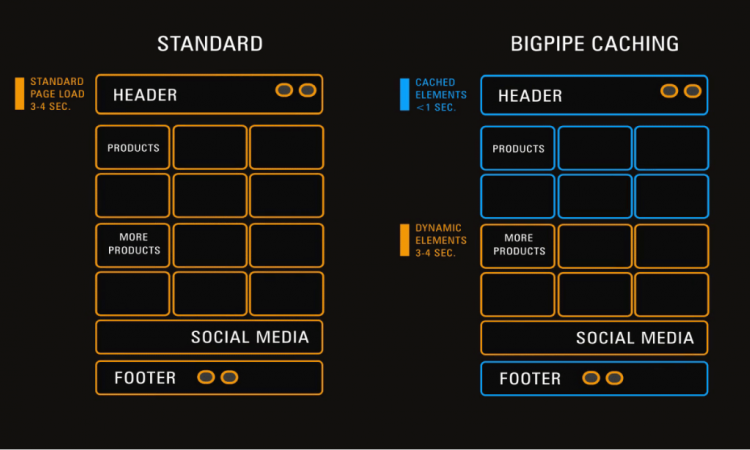 STANDARD
STANDARD
PAGE LOAD
3-4 SEC.
HEADER
PRODUCTS
MORE
PRODUCTS
SOCIAL MEDIA
FOOTER
BIGPIPE CACHING
CACHED
ELEMENTS
<1 SEC.
HEADER
PRODUCTS
DYNAMIC
ELEMENTS
3-4 SEC.
MORE
PRODUCTS
SOCIAL MEDIA
FOOTER